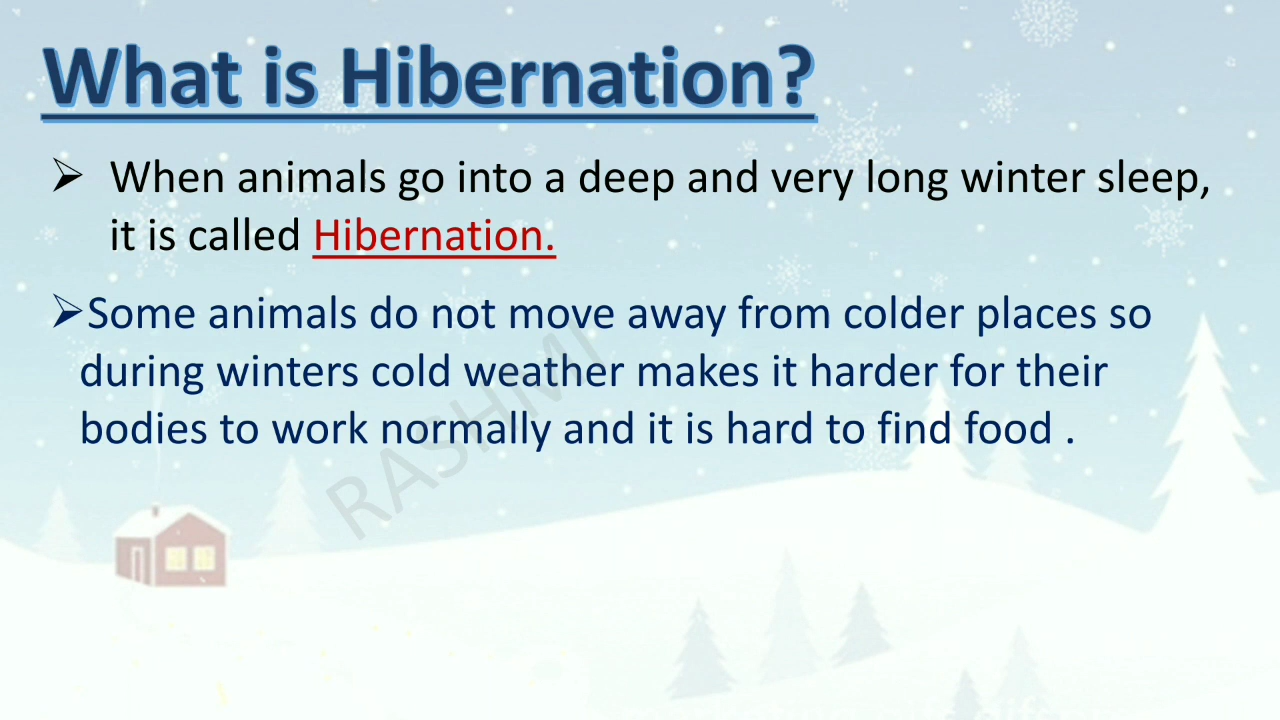 What is Hibernation?
➢ When animals go into a deep and very long winter sleep,
it is called Hibernation.
➢Some animals do not move away from colder places so
during winters cold weather makes it harder for their
bodies to work normally and it is hard to find food .
RASHMI